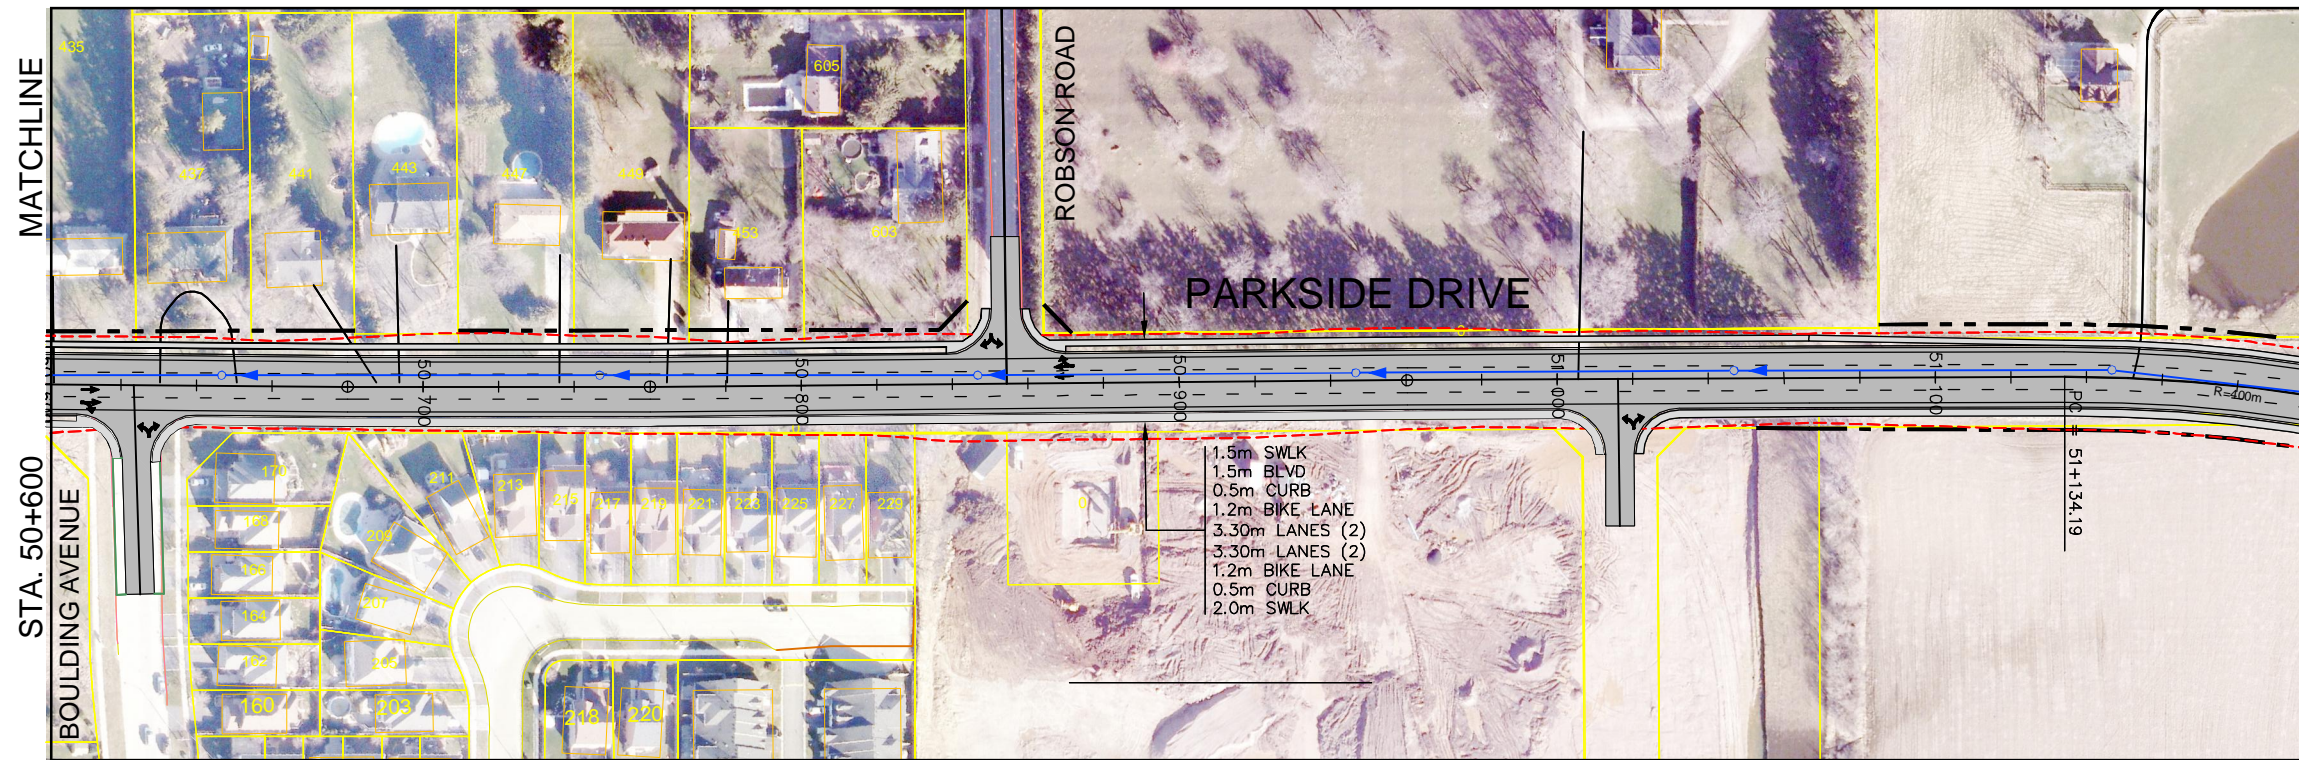 MATCHLINE
STA. 50+600
BOULDING AVENUE
ROBSON ROAD
PARKSIDE DRIVE
435
437
441
443
447
449
453
605
603
50+700
50+800
50+900
51+000
51+100
R=400m
PC = 51+134.19
1.5m SWLK
1.5m BLVD
0.5m CURB
1.2m BIKE LANE
3.30m LANES (2)
3.30m LANES (2)
1.2m BIKE LANE
0.5m CURB
2.0m SWLK
170
168
166
164
162
160
211
213
215
217
219
221
223
225
227
229
209
207
205
203
218
220
0